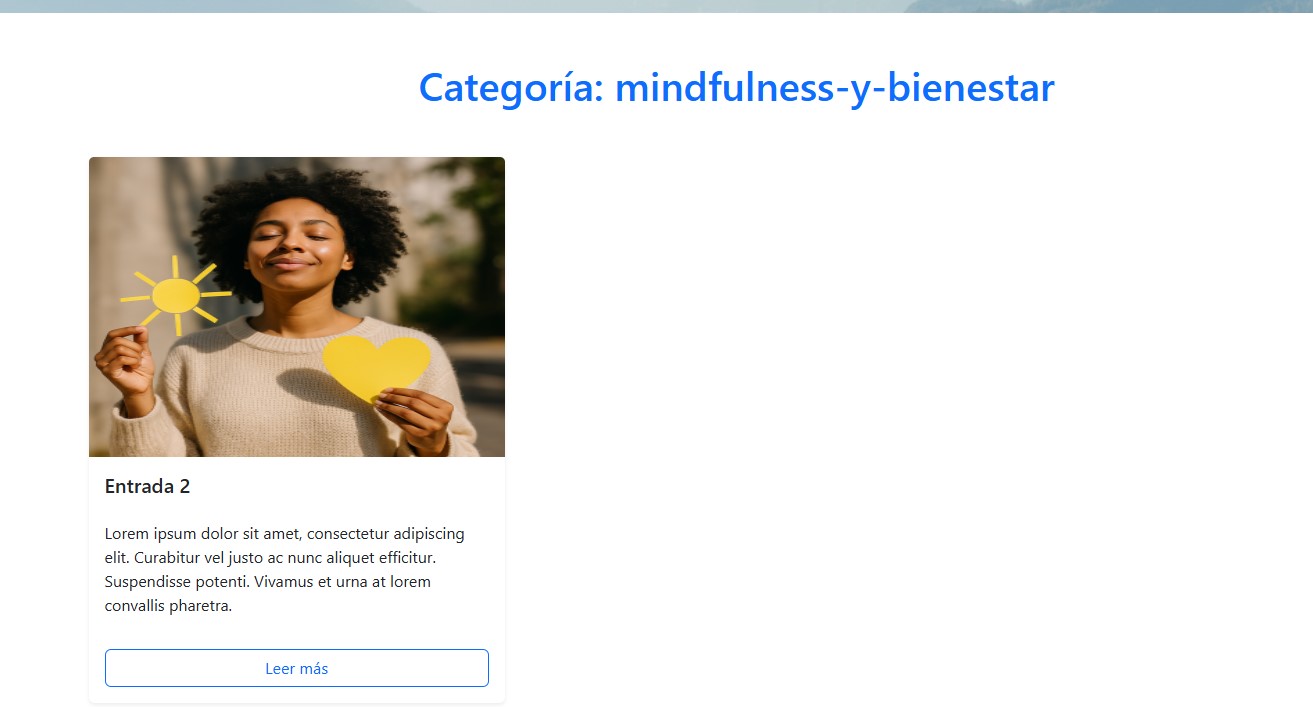 Categoría: mindfulness-y-bienestar
Entrada 2
Lorem ipsum dolor sit amet, consectetur adipiscing
elit. Curabitur vel justo ac nunc aliquet efficitur.
Suspendisse potenti. Vivamus et urna at lorem
convallis pharetra.
Leer más